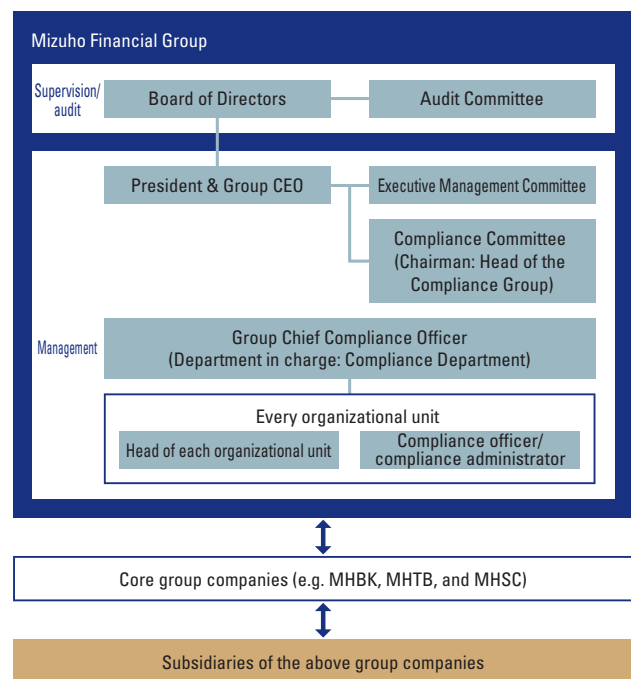 Mizuho Financial Group
Supervision/
audit
Board of Directors
Audit Committee
President & Group CEO
Executive Management Committee
Compliance Committee
(Chairman: Head of the
Compliance Group)
Management
Group Chief Compliance Officer
(Department in charge: Compliance Department)
Every organizational unit
Head of each organizational unit
Compliance officer/
compliance administrator
Core group companies (e.g. MHBK, MHTB, and MHSC)
Subsidiaries of the above group companies